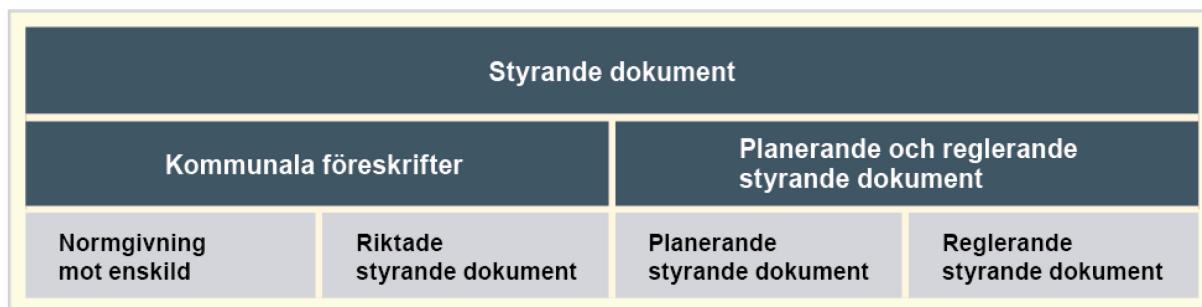 Styrande dokument
Kommunala föreskrifter
Planerande och reglerande
styrande dokument
Normgivning
mot enskild
Riktade
styrande dokument
Planerande
styrande dokument
Reglerande
styrande dokument